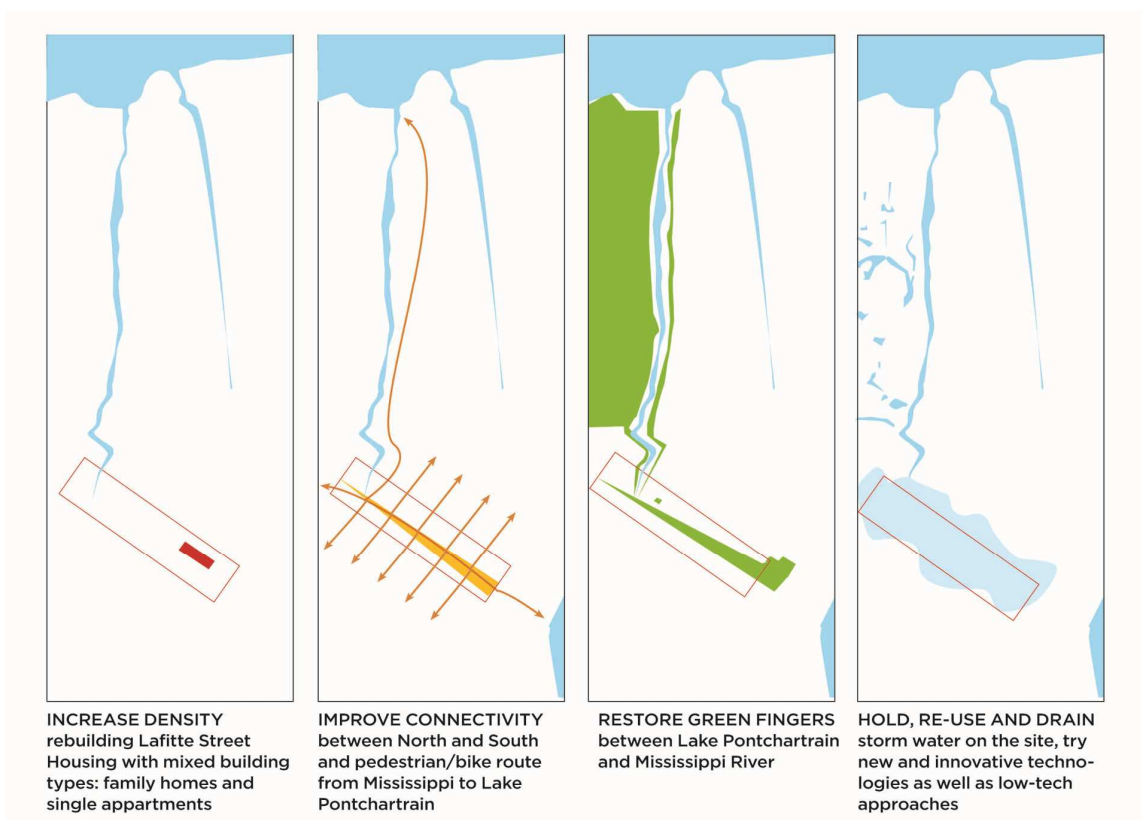 INCREASE DENSITY
rebuilding Lafitte Street
Housing with mixed building
types: family homes and
single appartments
IMPROVE CONNECTIVITY
between North and South
and pedestrian/bike route
from Mississippi to Lake
Pontchartrain
RESTORE GREEN FINGERS
between Lake Pontchartrain
and Mississippi River
HOLD, RE-USE AND DRAIN
storm water on the site, try
new and innovative techno-
logies as well as low-tech
approaches